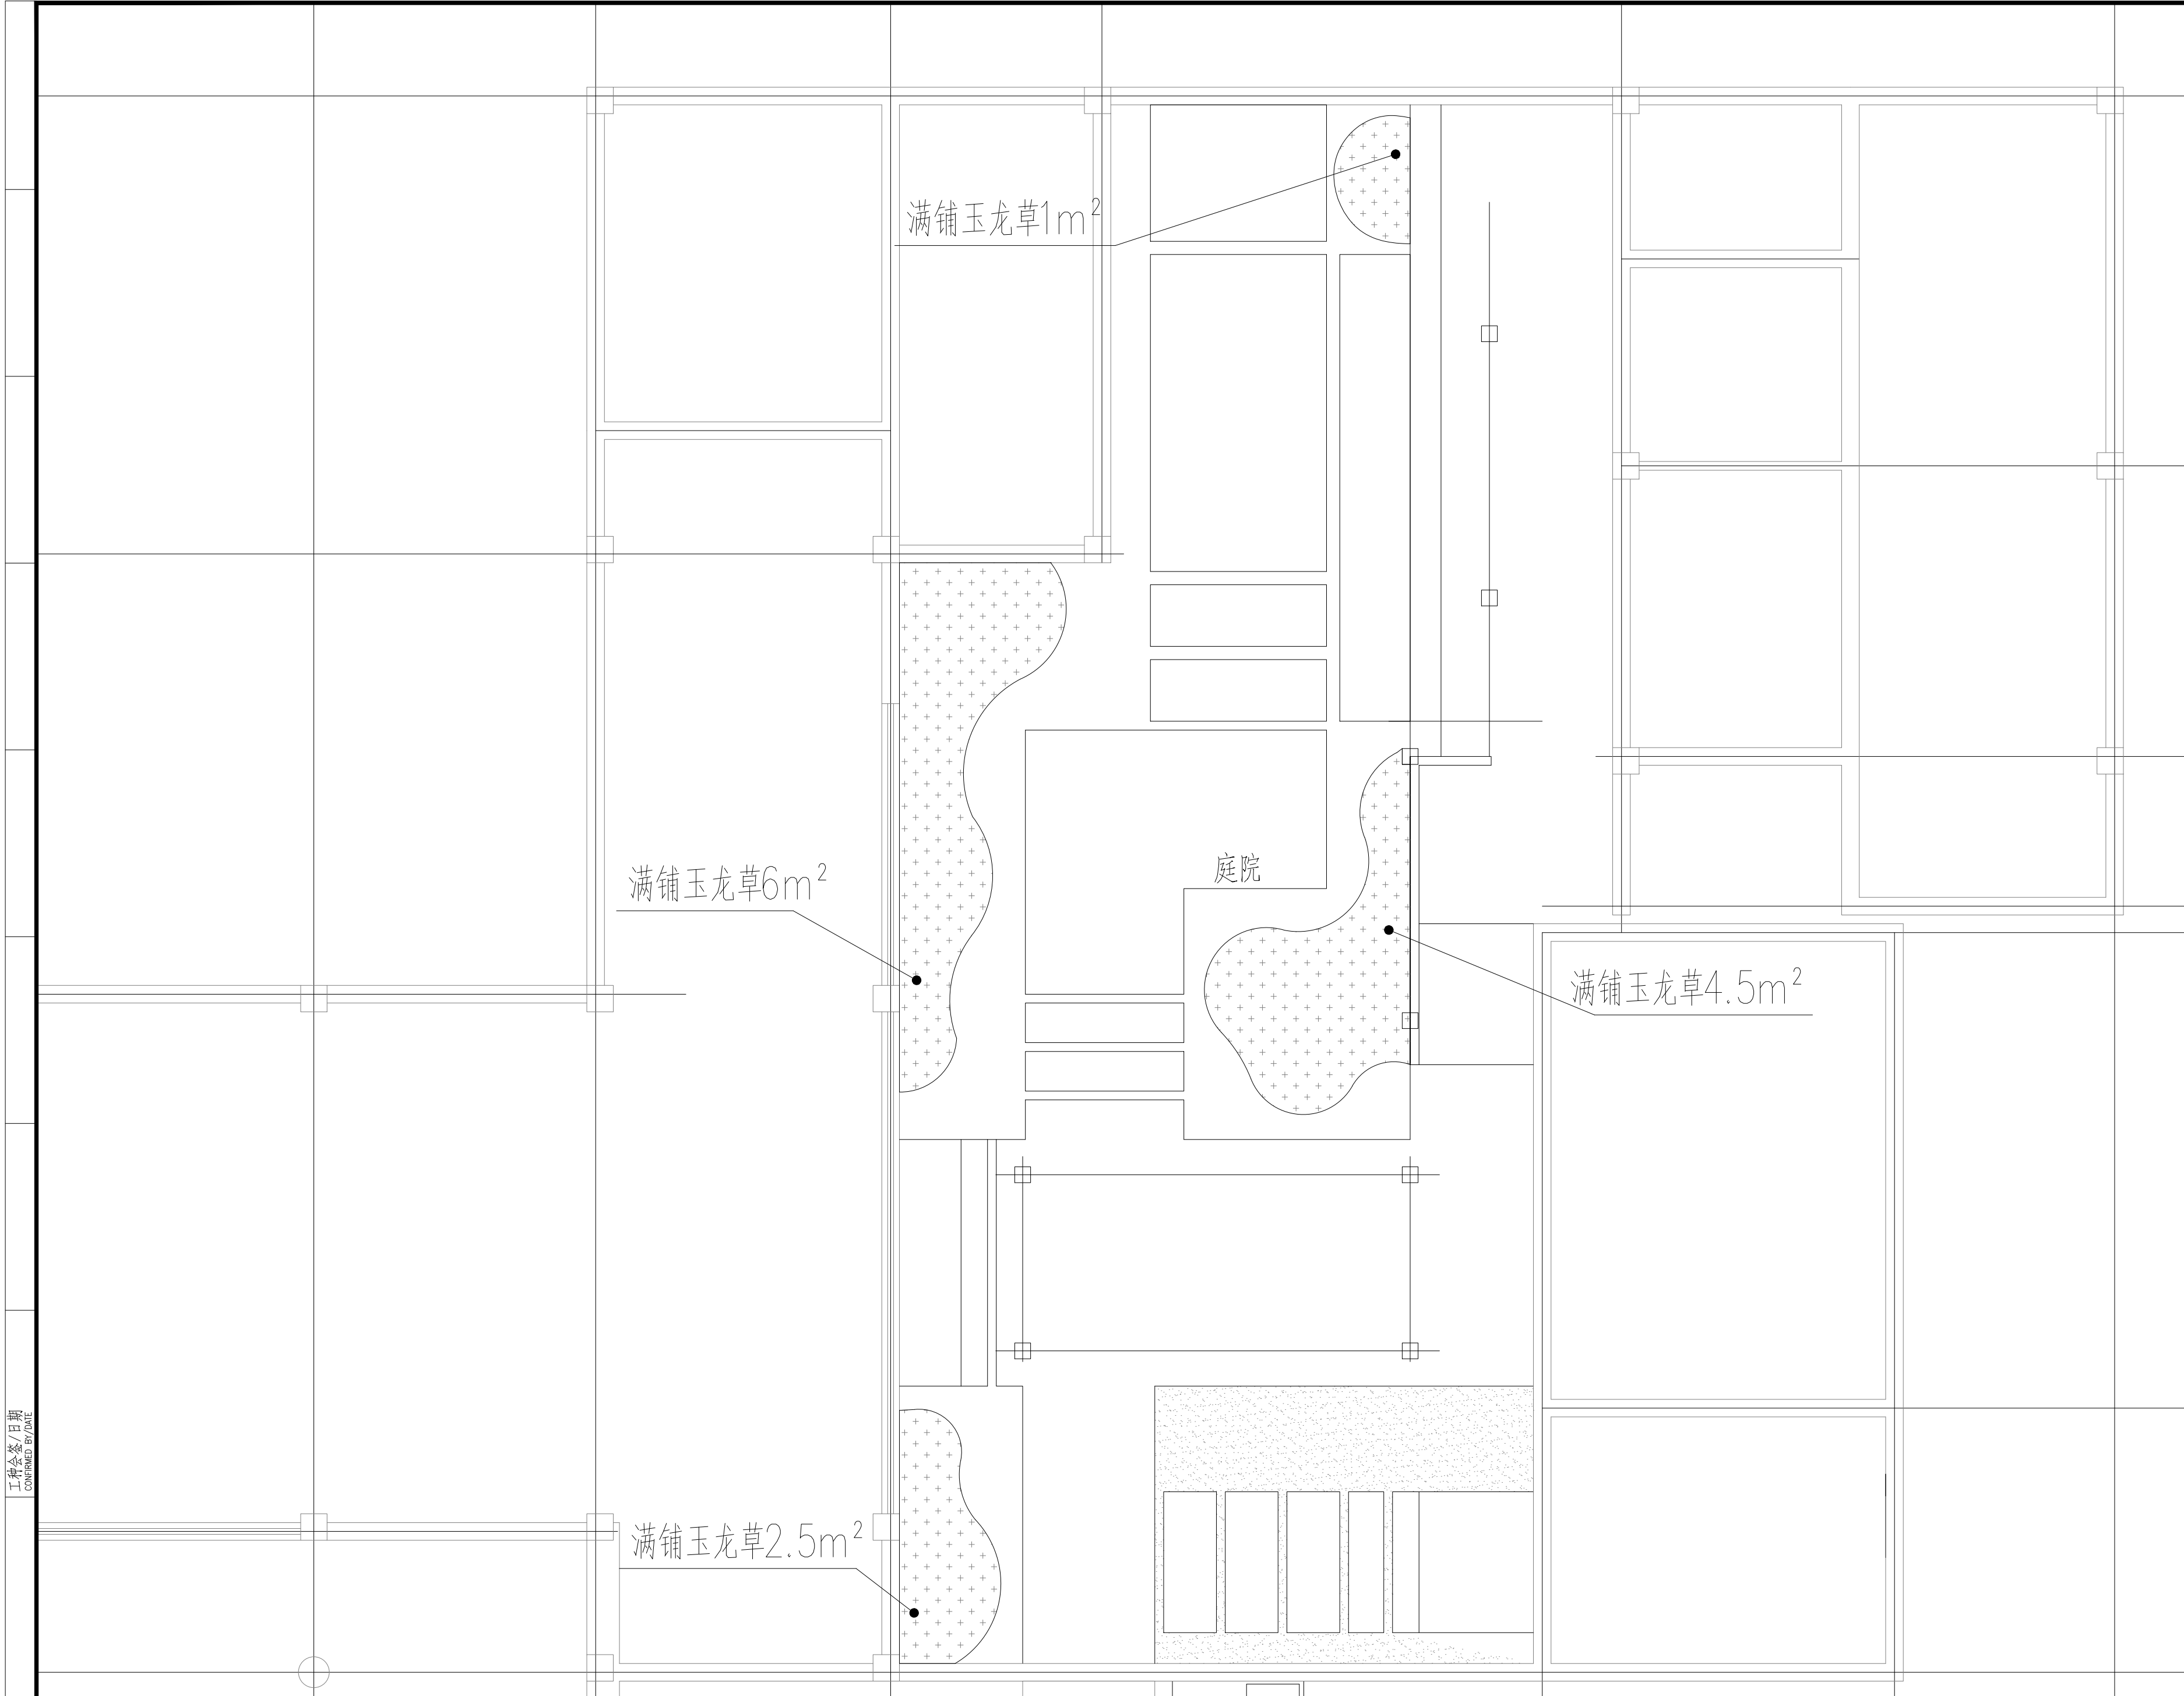 满铺玉龙草1m²
满铺玉龙草6m²
庭院
满铺玉龙草4.5m²
满铺玉龙草2.5m²
工种会签/日期
CONFIRMED BY/DATE